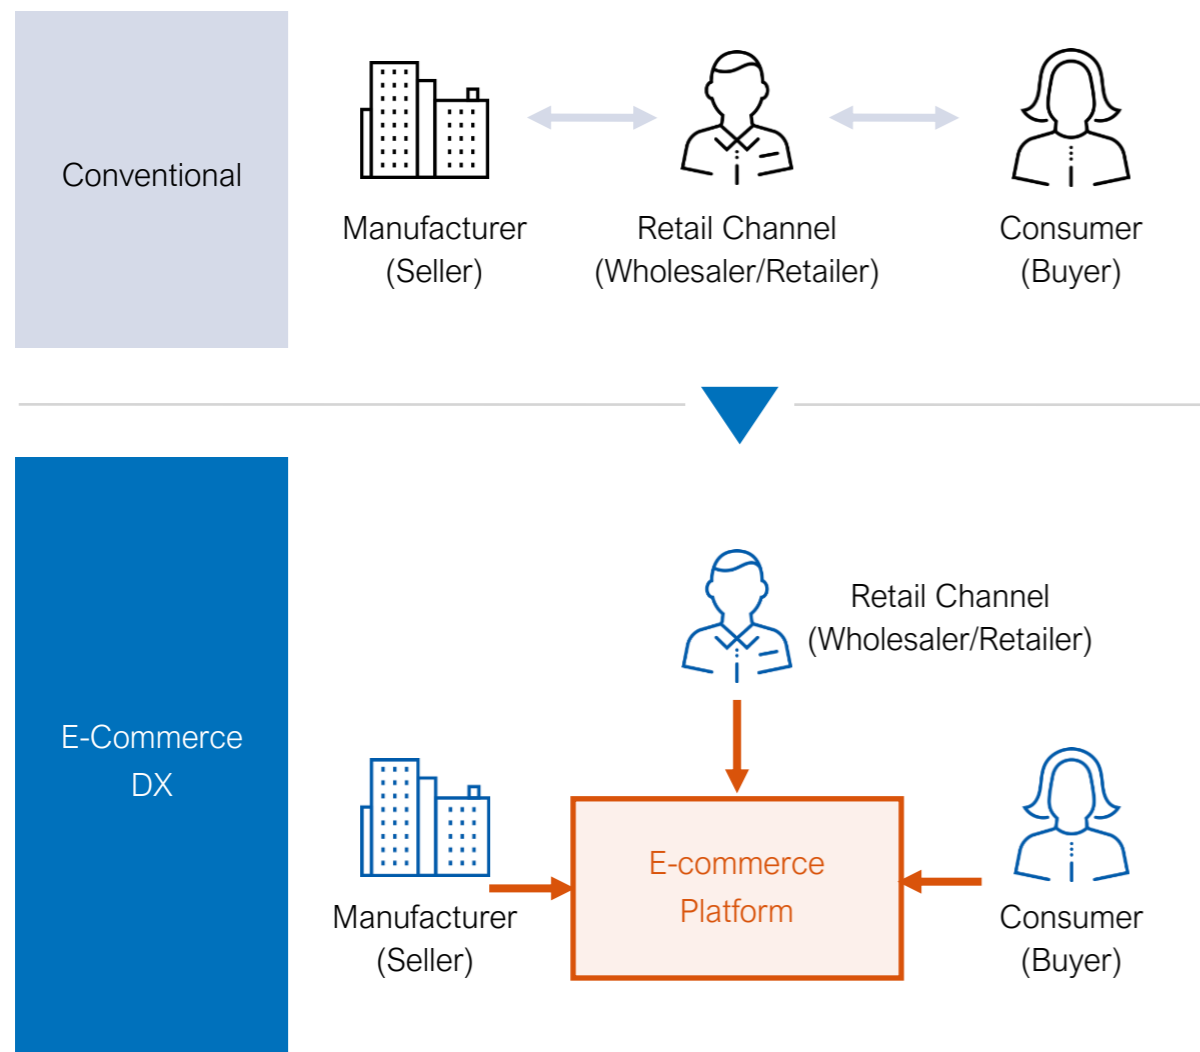 Conventional
Manufacturer
(Seller)
Retail Channel
(Wholesaler/Retailer)
Consumer
(Buyer)
E-Commerce
DX
Retail Channel
(Wholesaler/Retailer)
Manufacturer
(Seller)
E-commerce
Platform
Consumer
(Buyer)